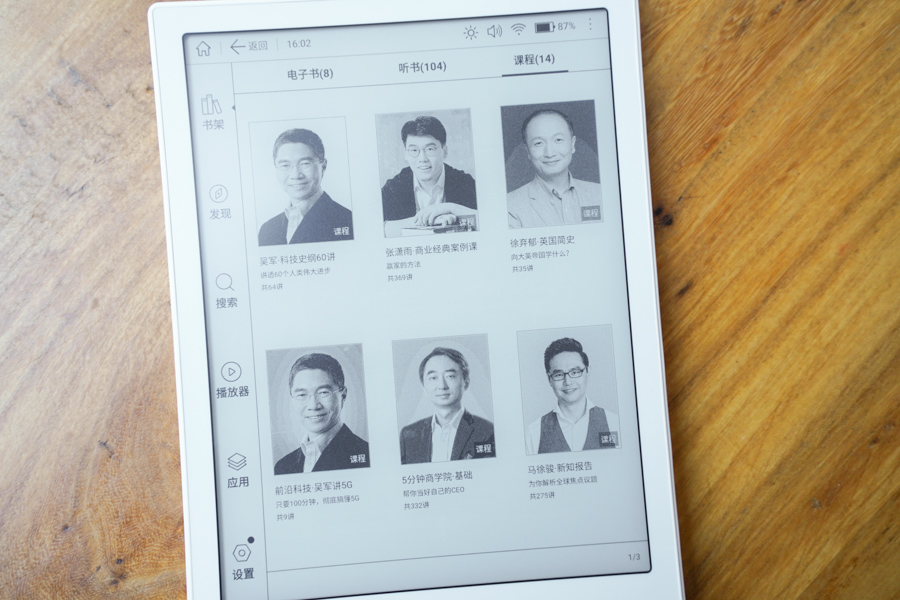 返回 16:02 87%
电子书(8) 听书(104) 课程(14)
书架
发现
搜索
播放器
应用
设置
课程
吴军·科技史纲60讲
讲透60个人类伟大进步
共64讲
课程
张潇雨·商业经典案例课
赢家的方法
共369讲
课程
徐弃郁·英国简史
向大英帝国学什么?
共35讲
课程
前沿科技·吴军讲5G
只要100分钟,彻底搞懂5G
共9讲
课程
5分钟商学院·基础
帮你当好自己的CEO
共332讲
课程
马徐骏·新知报告
为你解析全球焦点议题
共275讲
1/3